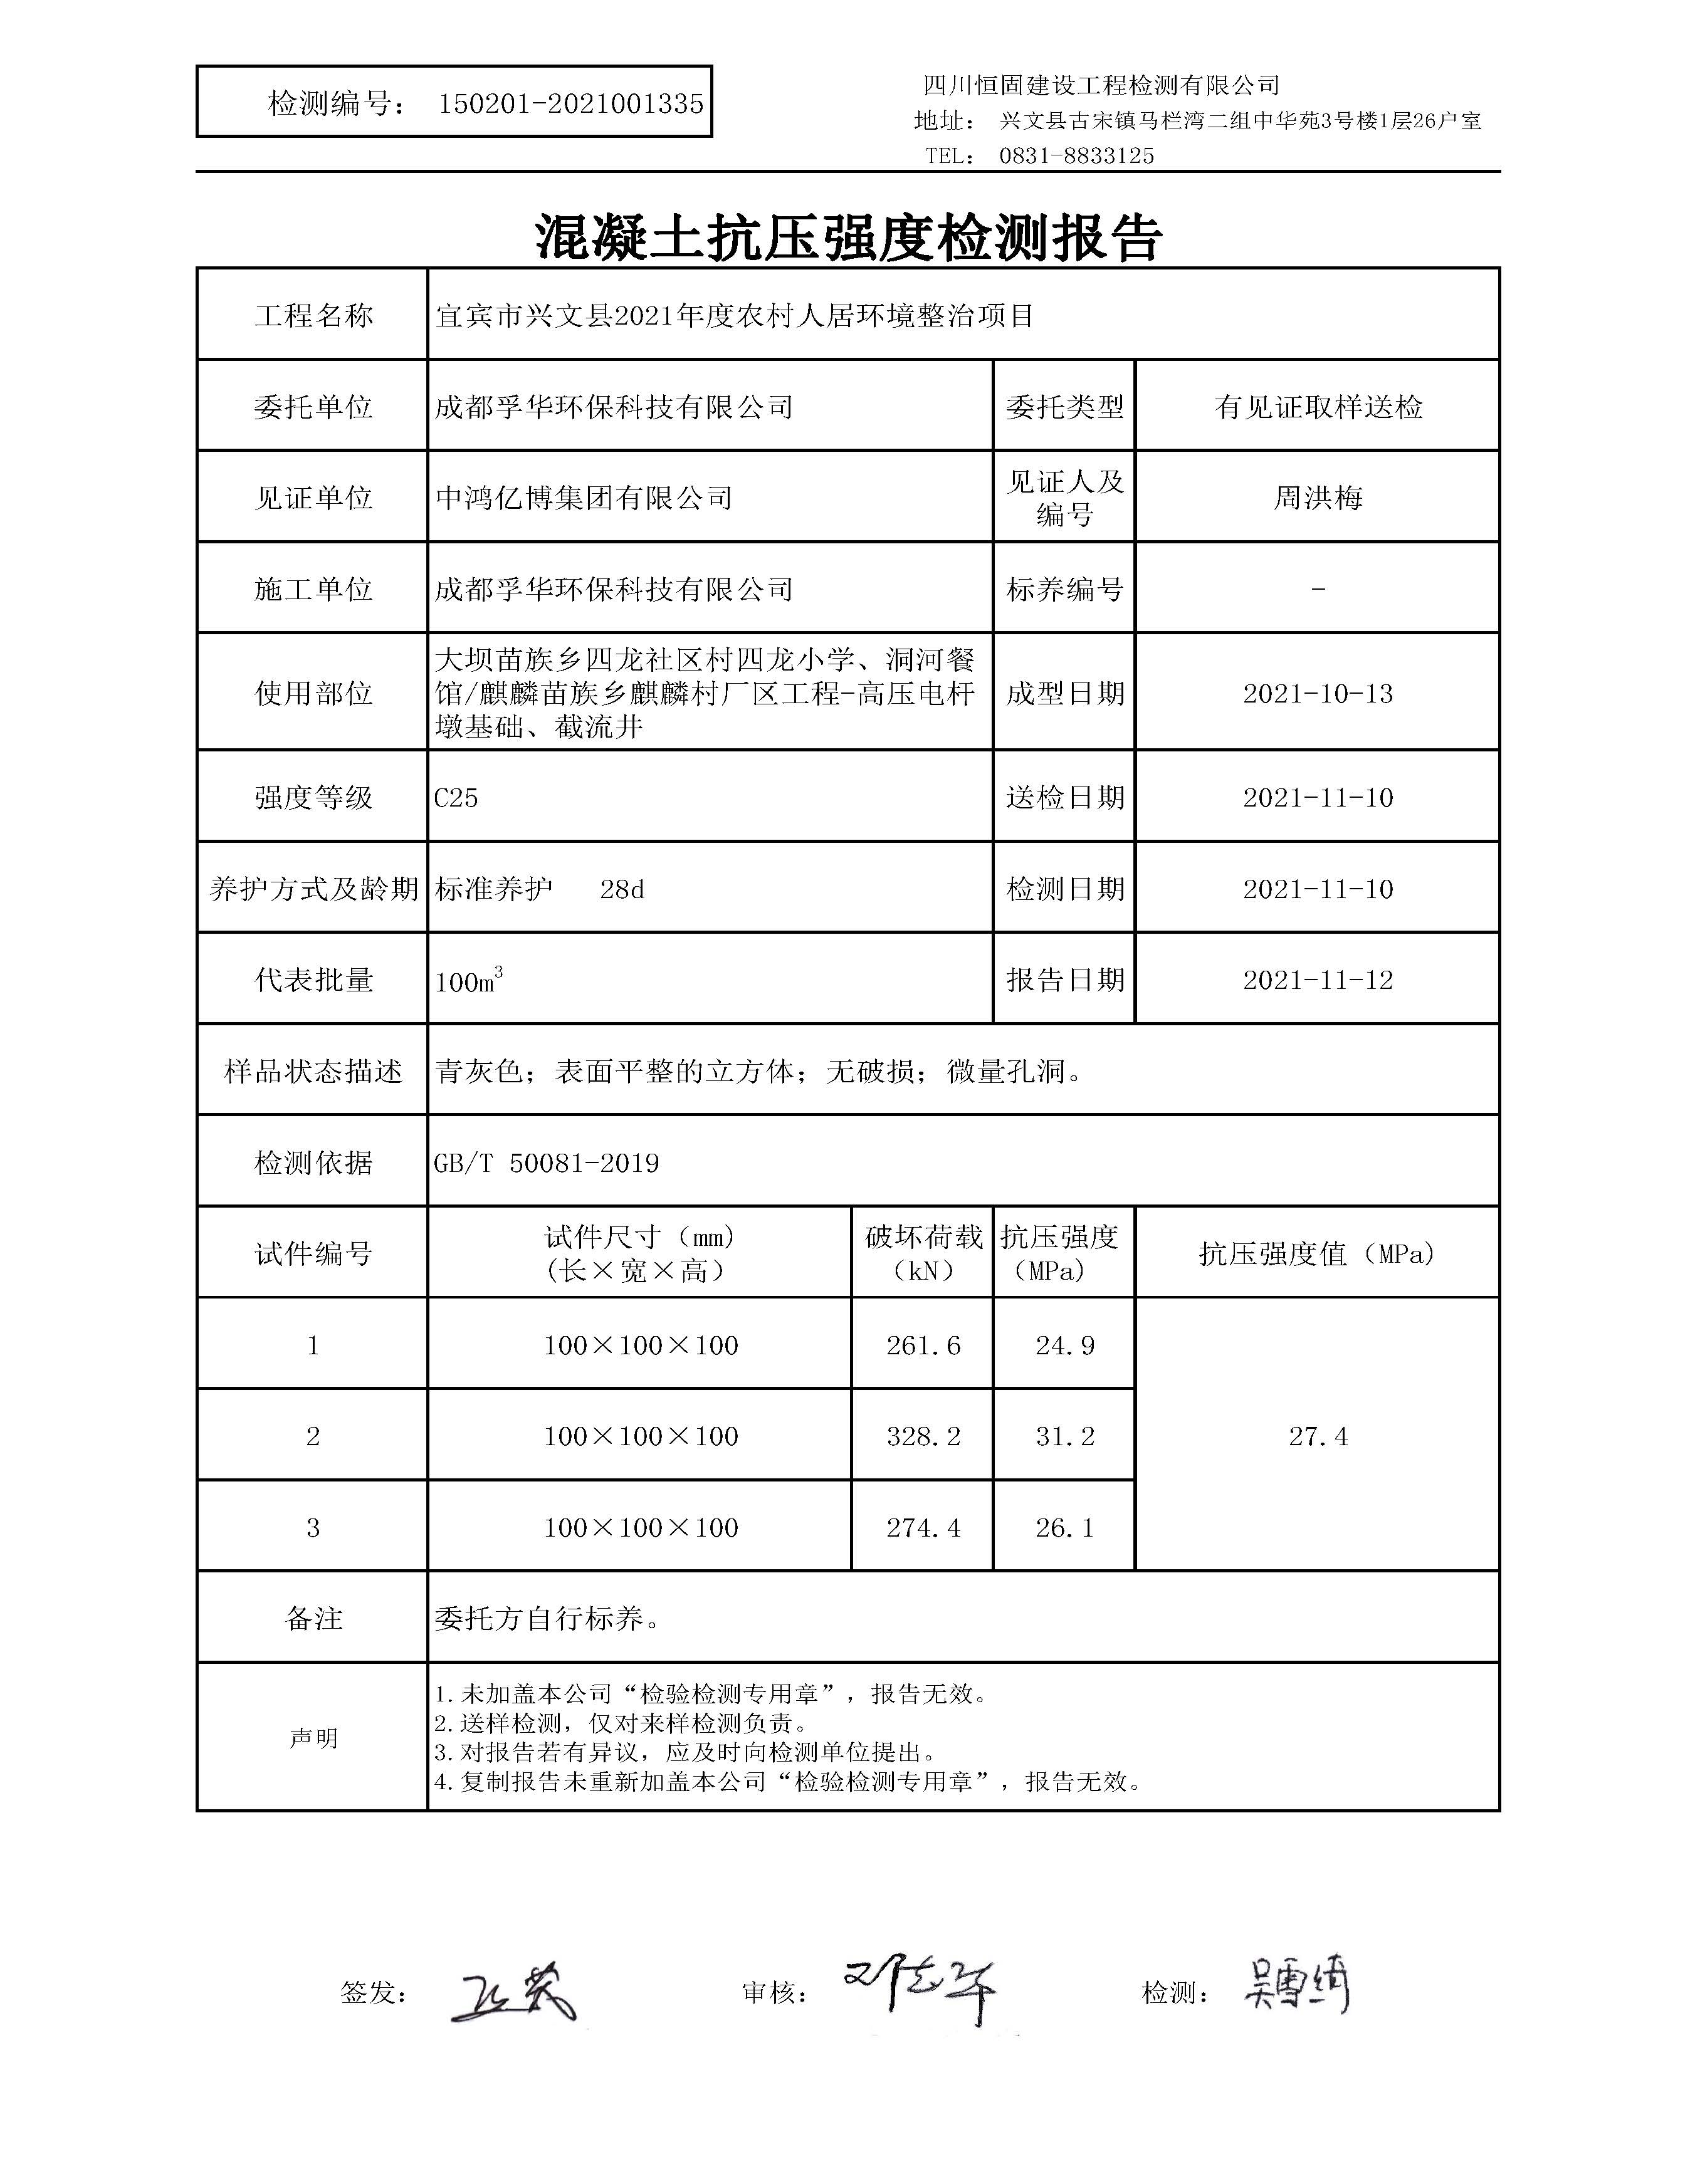 检测编号： 150201-2021001335
四川恒固建设工程检测有限公司
地址： 兴文县古宋镇马栏湾二组中华苑3号楼1层26户室
TEL： 0831-8833125
混凝土抗压强度检测报告
工程名称 宜宾市兴文县2021年度农村人居环境整治项目
委托单位 成都孚华环保科技有限公司 委托类型 有见证取样送检
见证单位 中鸿亿博集团有限公司 见证人及编号 周洪梅
施工单位 成都孚华环保科技有限公司 标养编号 -
使用部位 大坝苗族乡四龙社区村四龙小学、洞河餐
馆/麒麟苗族乡麒麟村厂区工程-高压电杆
墩基础、截流井
成型日期 2021-10-13
强度等级 C25 送检日期 2021-11-10
养护方式及龄期 标准养护 28d 检测日期 2021-11-10
代表批量 100m³ 报告日期 2021-11-12
样品状态描述 青灰色；表面平整的立方体；无破损；微量孔洞。
检测依据 GB/T 50081-2019
试件编号 试件尺寸（mm）(长×宽×高） 破坏荷载（kN） 抗压强度（MPa） 抗压强度值（MPa）
1 100×100×100 261.6 24.9
2 100×100×100 328.2 31.2 27.4
3 100×100×100 274.4 26.1
备注 委托方自行标养。
声明
1.未加盖本公司“检验检测专用章”，报告无效。
2.送样检测，仅对来样检测负责。
3.对报告若有异议，应及时向检测单位提出。
4.复制报告未重新加盖本公司“检验检测专用章”，报告无效。
签发： 审核： 检测： 吴雪绮